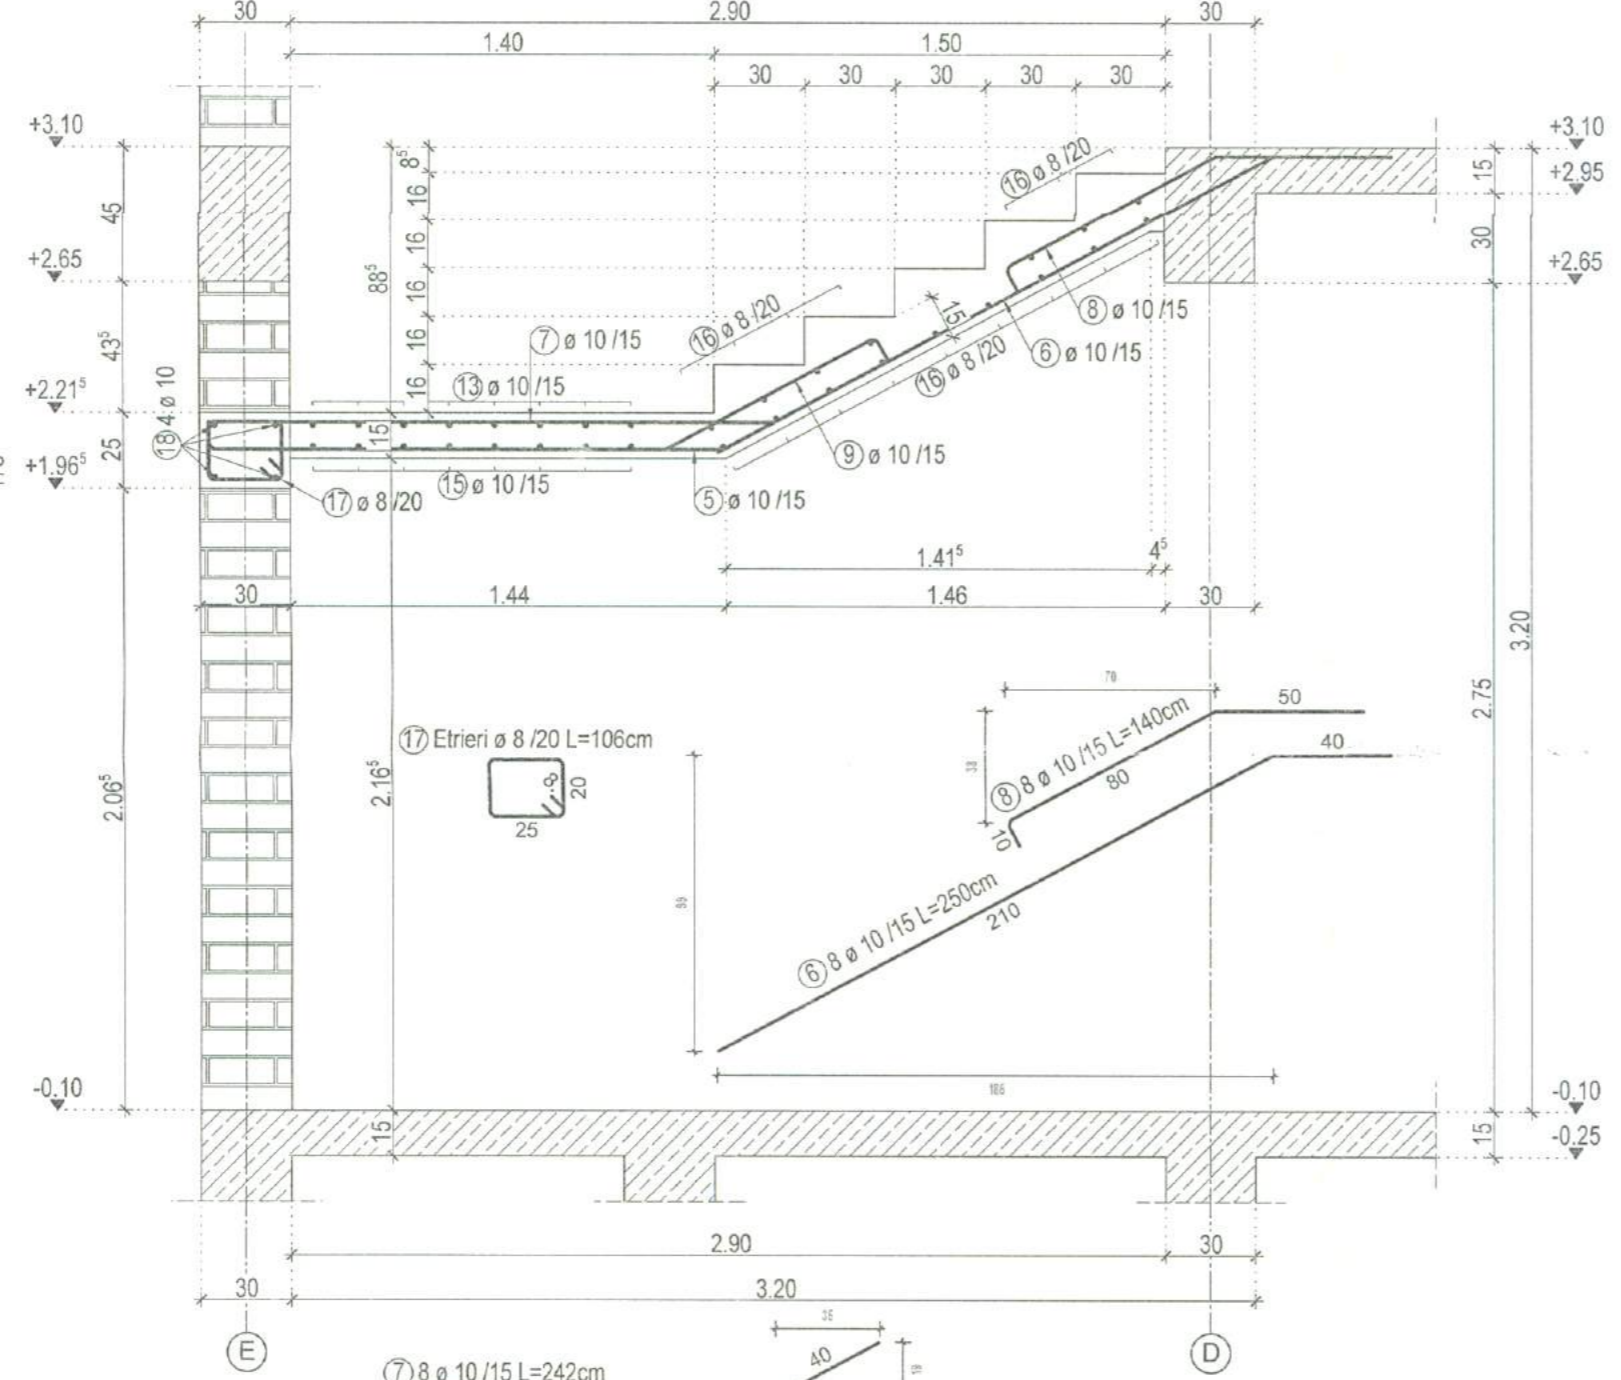 30 2.90 30
1.40 1.50
30 30 30 30 30
+3.10
+2.65
+2.21⁵
+1.96⁵
-0.10
45
43⁵
25
2.06⁵
88⁵
15
2.16⁵
15
8⁵
16
16
16
16
16
+3.10
+2.95
+2.65
-0.10
-0.25
15
30
2.75
15
3.20
16 ø 8 /20
16 ø 8 /20
7 ø 10 /15
13 ø 10 /15
15
8 ø 10 /15
6 ø 10 /15
16 ø 8 /20
9 ø 10 /15
18 4 ø 10
15 ø 10 /15
5 ø 10 /15
17 ø 8 /20
1.41⁵ 4⁵
30 1.44 1.46 30
17 Etrieri ø 8 /20 L=106cm
8
20
25
70
50
38
8 8 ø 10 /15 L=140cm
80
10
40
6 8 ø 10 /15 L=250cm
210
2.90 30
30 3.20
E
D
7 8 ø 10 /15 L=242cm
40